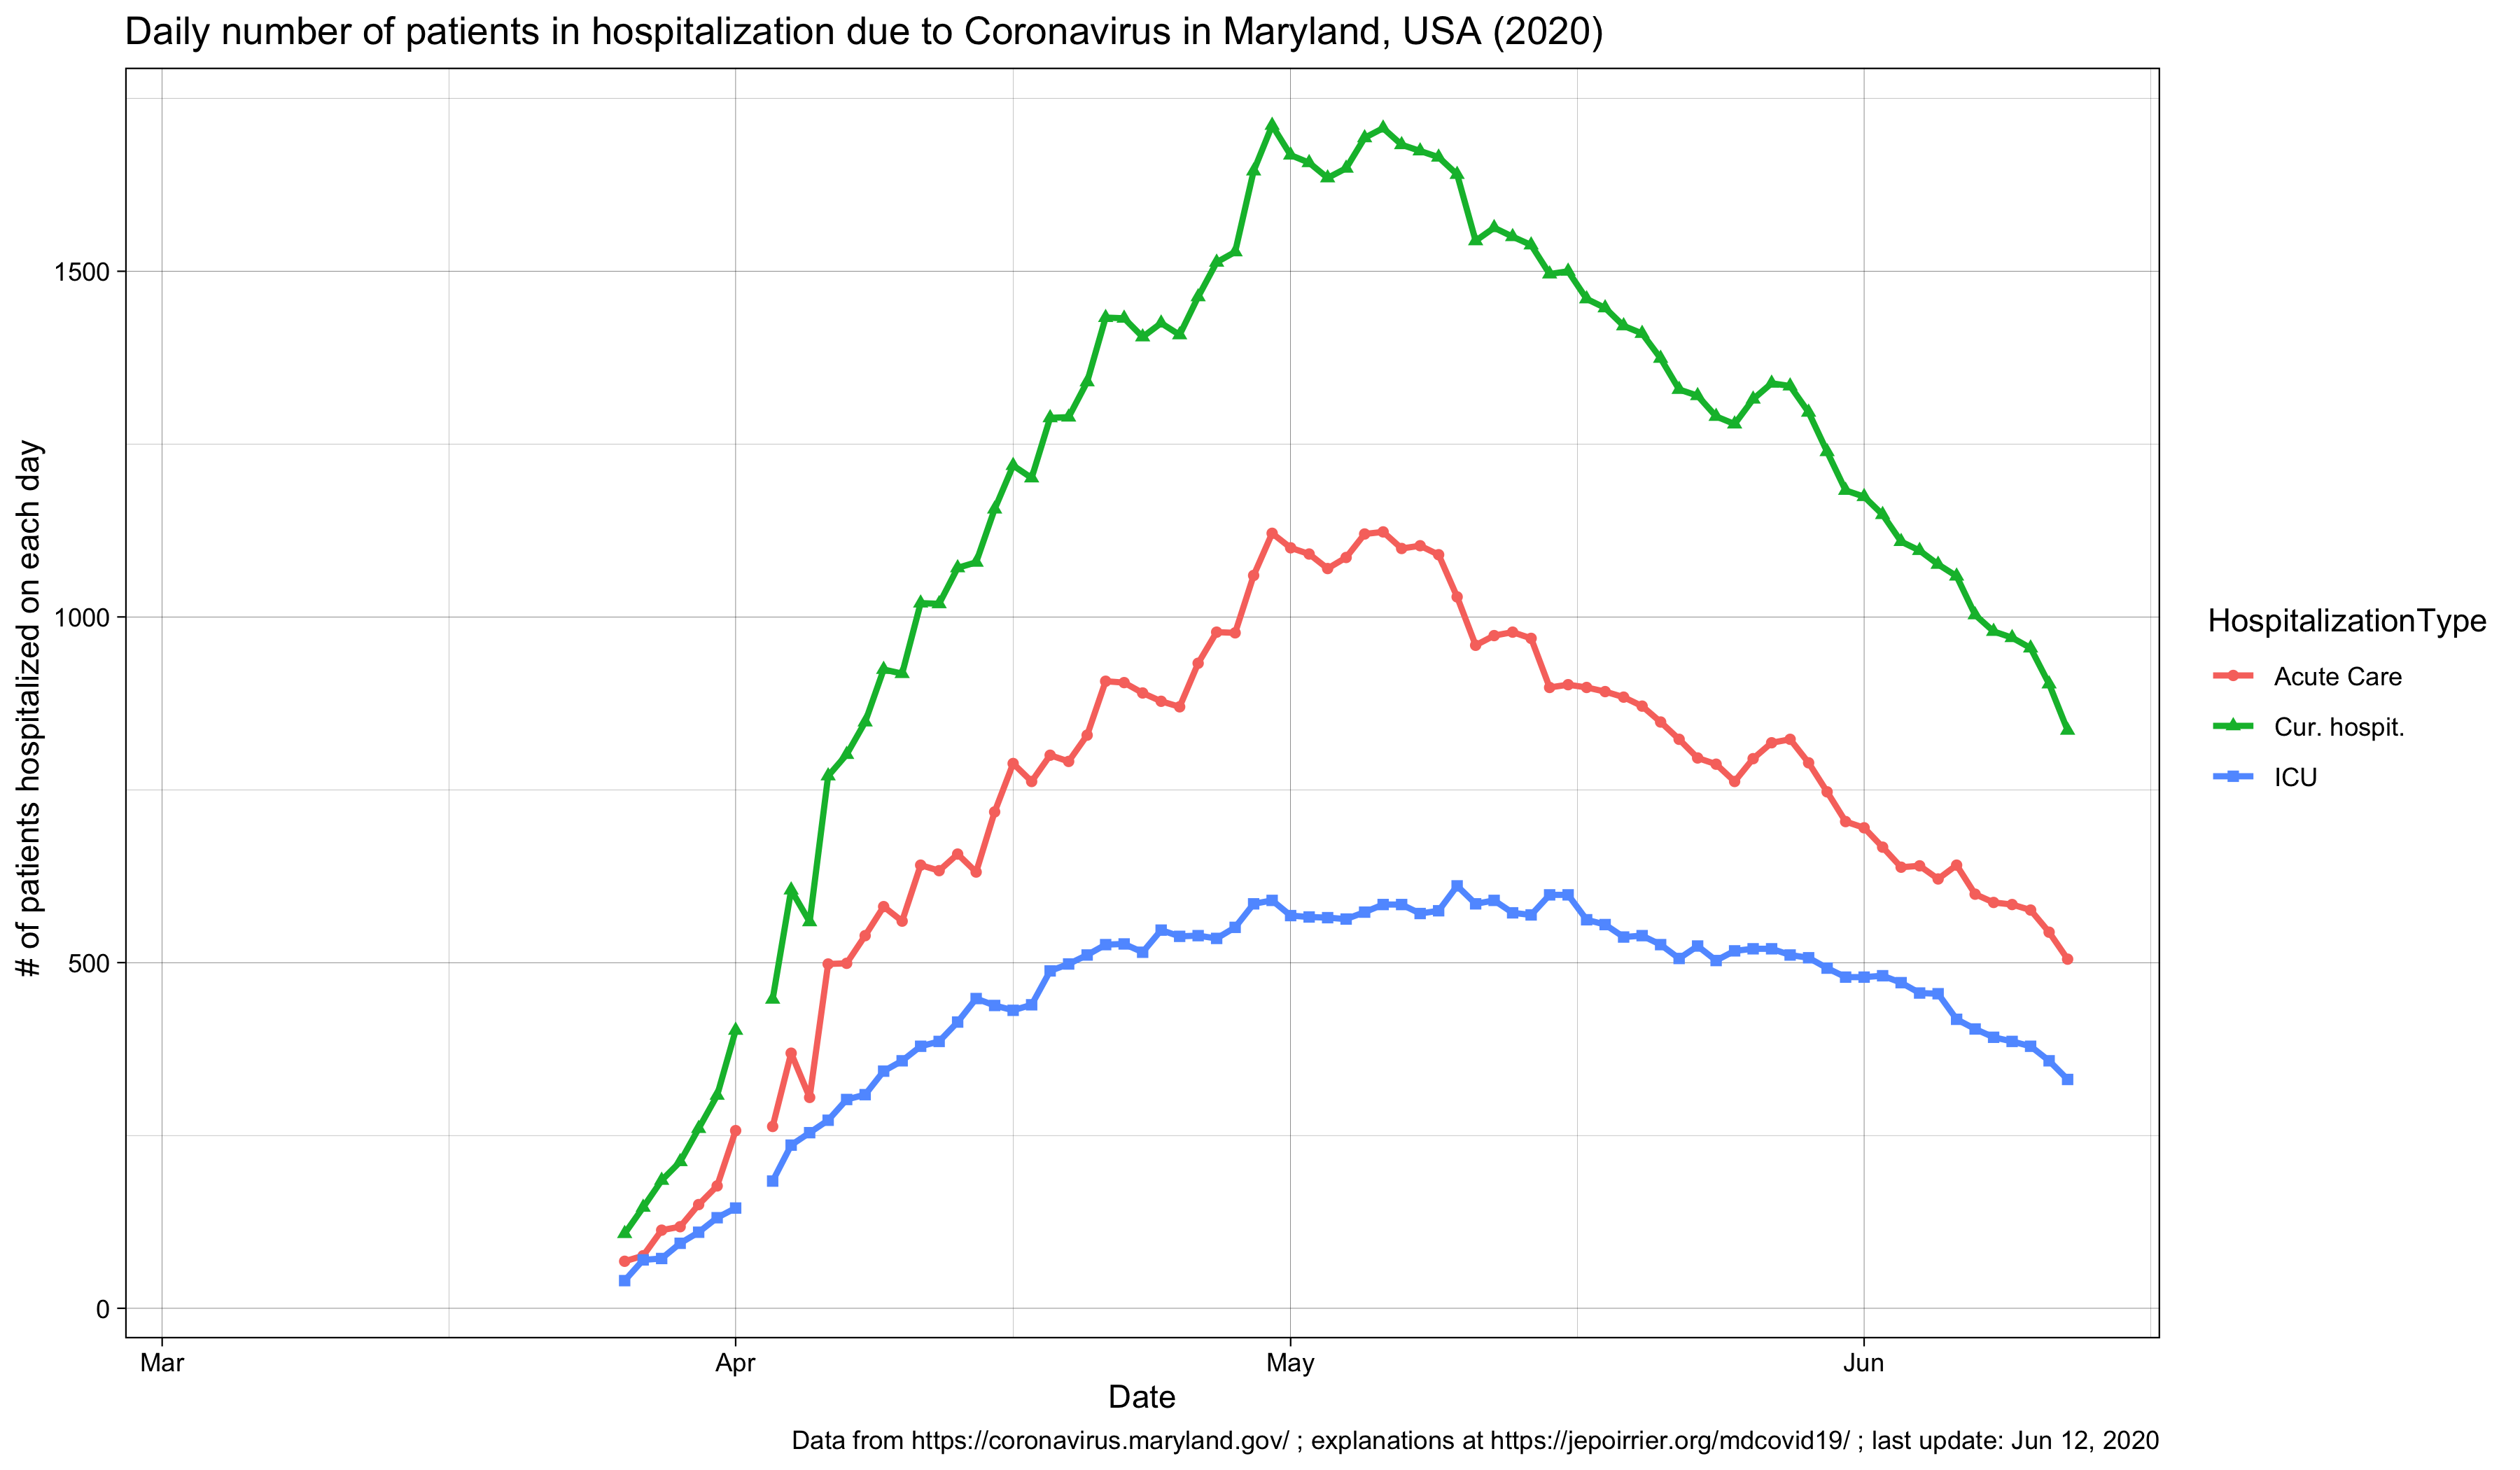 Daily number of patients in hospitalization due to Coronavirus in Maryland, USA (2020)
# of patients hospitalized on each day
1500
1000
500
0
Mar
Apr
May
Jun
Date
HospitalizationType
Acute Care
Cur. hospit.
ICU
Data from https://coronavirus.maryland.gov/ ; explanations at https://jepoirrier.org/mdcovid19/ ; last update: Jun 12, 2020